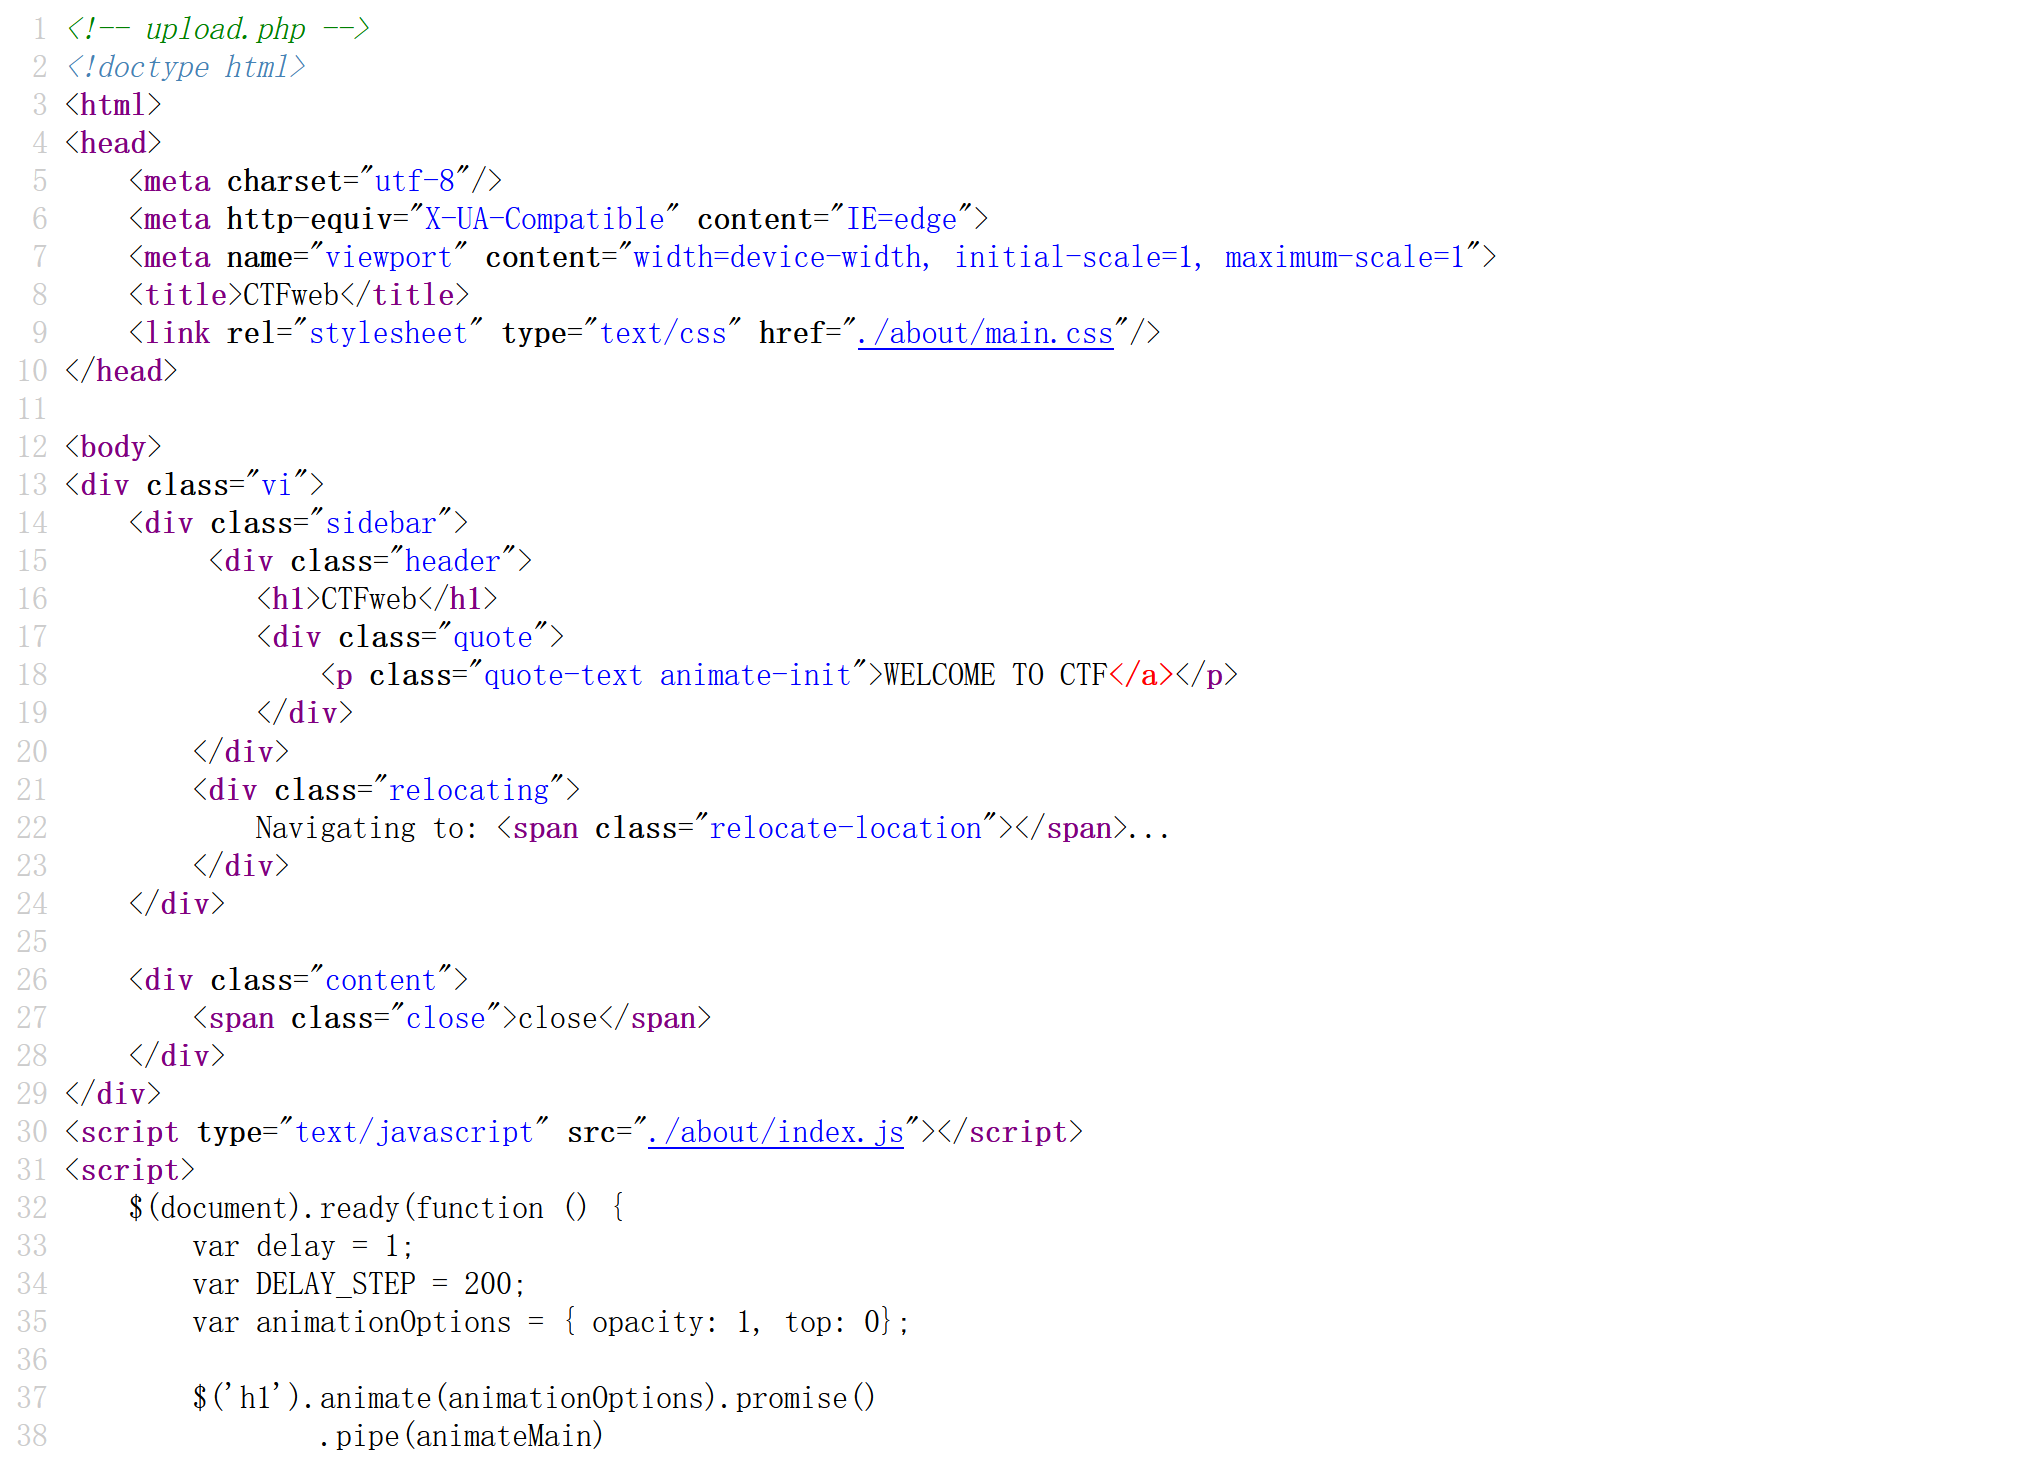 1 <!-- upload.php -->
2 <!doctype html>
3 <html>
4 <head>
5     <meta charset="utf-8"/>
6     <meta http-equiv="X-UA-Compatible" content="IE=edge">
7     <meta name="viewport" content="width=device-width, initial-scale=1, maximum-scale=1">
8     <title>CTFweb</title>
9     <link rel="stylesheet" type="text/css" href="./about/main.css"/>
10 </head>
11
12 <body>
13 <div class="vi">
14     <div class="sidebar">
15          <div class="header">
16             <h1>CTFweb</h1>
17             <div class="quote">
18                 <p class="quote-text animate-init">WELCOME TO CTF</a></p>
19             </div>
20         </div>
21         <div class="relocating">
22             Navigating to: <span class="relocate-location"></span>...
23         </div>
24     </div>
25
26     <div class="content">
27         <span class="close">close</span>
28     </div>
29 </div>
30 <script type="text/javascript" src="./about/index.js"></script>
31 <script>
32     $(document).ready(function () {
33         var delay = 1;
34         var DELAY_STEP = 200;
35         var animationOptions = { opacity: 1, top: 0};
36
37         $('h1').animate(animationOptions).promise()
38                 .pipe(animateMain)